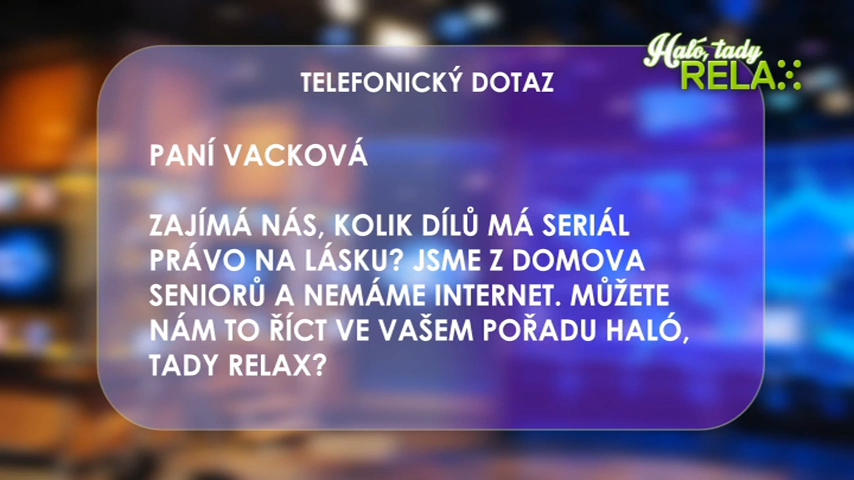 Haló, tady
RELAX
TELEFONICKÝ DOTAZ
PANÍ VACKOVÁ
ZAJÍMÁ NÁS, KOLIK DÍLŮ MÁ SERIÁL
PRÁVO NA LÁSKU? JSME Z DOMOVA
SENIORŮ A NEMÁME INTERNET. MŮŽETE
NÁM TO ŘÍCT VE VAŠEM POŘADU HALÓ,
TADY RELAX?